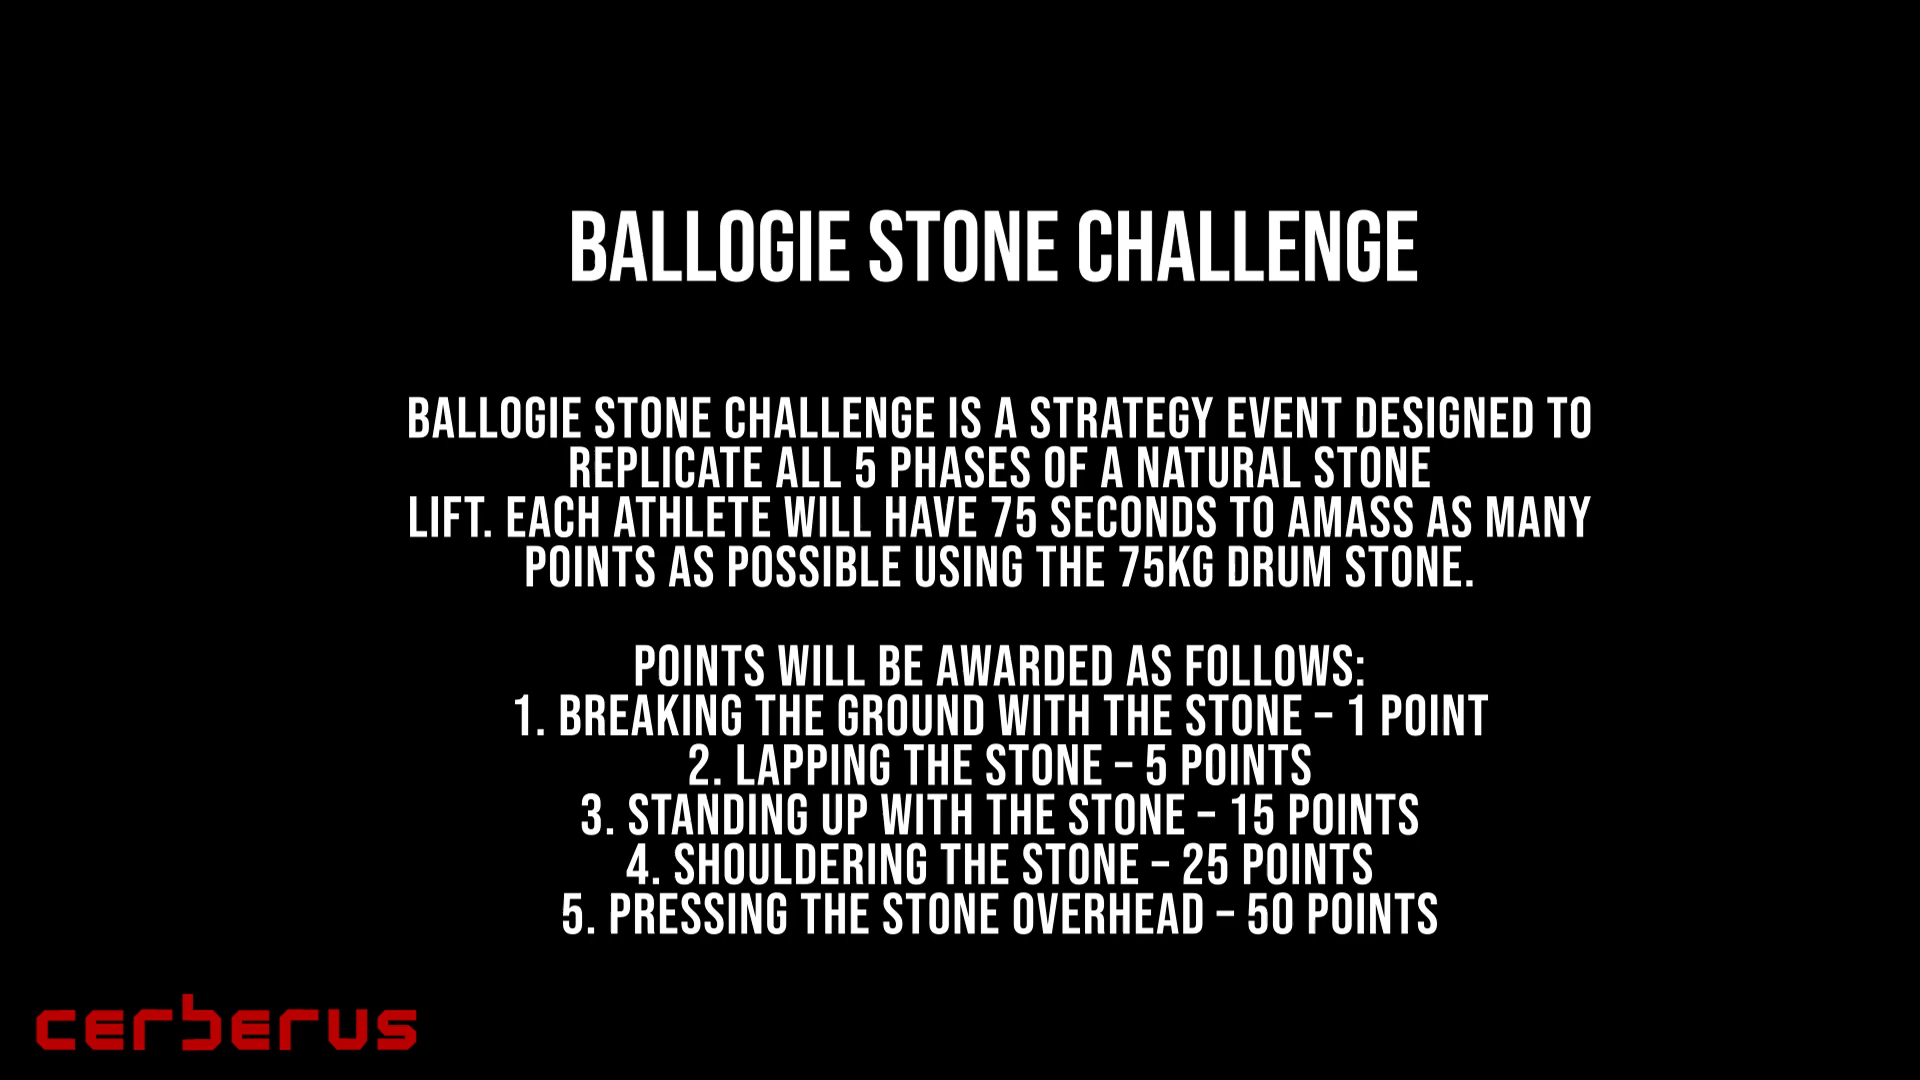 BALLOGIE STONE CHALLENGE
BALLOGIE STONE CHALLENGE IS A STRATEGY EVENT DESIGNED TO
REPLICATE ALL 5 PHASES OF A NATURAL STONE
LIFT. EACH ATHLETE WILL HAVE 75 SECONDS TO AMASS AS MANY
POINTS AS POSSIBLE USING THE 75KG DRUM STONE.
POINTS WILL BE AWARDED AS FOLLOWS:
1. BREAKING THE GROUND WITH THE STONE – 1 POINT
2. LAPPING THE STONE – 5 POINTS
3. STANDING UP WITH THE STONE – 15 POINTS
4. SHOULDERING THE STONE – 25 POINTS
5. PRESSING THE STONE OVERHEAD – 50 POINTS
cerberus